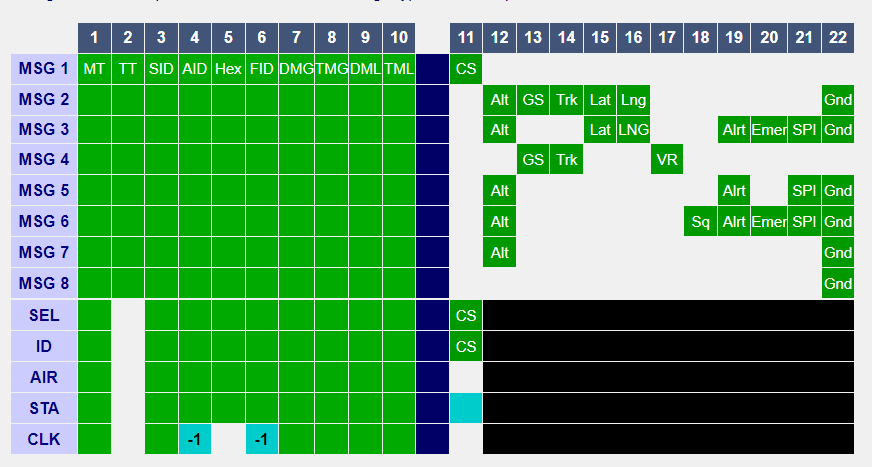 1 2 3 4 5 6 7 8 9 10 11 12 13 14 15 16 17 18 19 20 21 22
MSG 1 MT TT SID AID Hex FID DMG TMG DML TML CS
MSG 2 Alt GS Trk Lat Lng Gnd
MSG 3 Alt Lat LNG Alrt Emer SPI Gnd
MSG 4 GS Trk VR
MSG 5 Alt Alrt SPI Gnd
MSG 6 Alt Sq Alrt Emer SPI Gnd
MSG 7 Alt Gnd
MSG 8 Gnd
SEL CS
ID CS
AIR
STA
CLK -1 -1